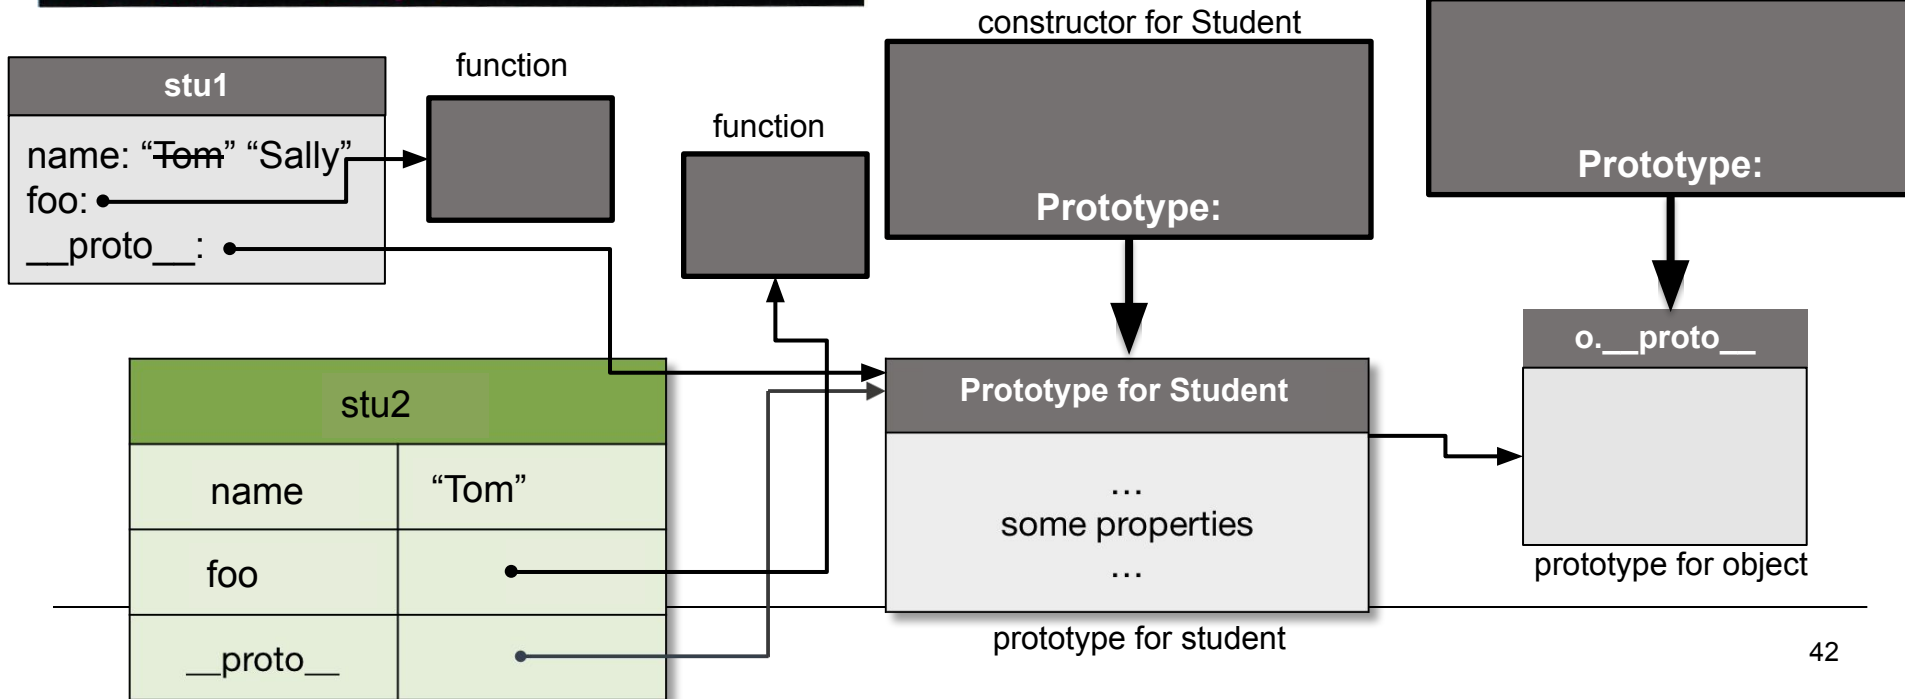 constructor for Student
function
stu1
function
name: “Tom” “Sally”
foo:
__proto__:
Prototype:
Prototype:
o.__proto__
Prototype for Student
stu2
name
“Tom”
…
some properties
…
foo
prototype for object
__proto__
prototype for student
42